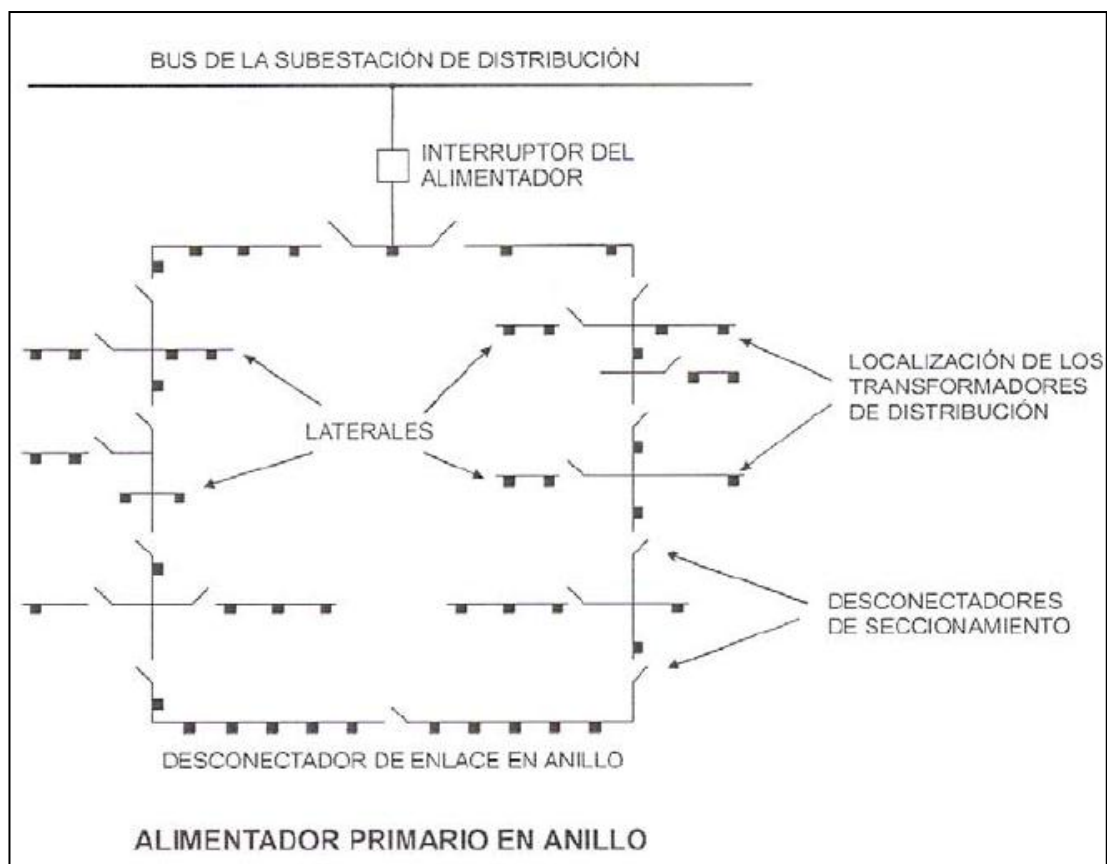 BUS DE LA SUBESTACIÓN DE DISTRIBUCIÓN
INTERRUPTOR DEL
ALIMENTADOR
LOCALIZACIÓN DE LOS
TRANSFORMADORES
DE DISTRIBUCIÓN
LATERALES
DESCONECTADORES
DE SECCIONAMIENTO
DESCONECTADOR DE ENLACE EN ANILLO
ALIMENTADOR PRIMARIO EN ANILLO